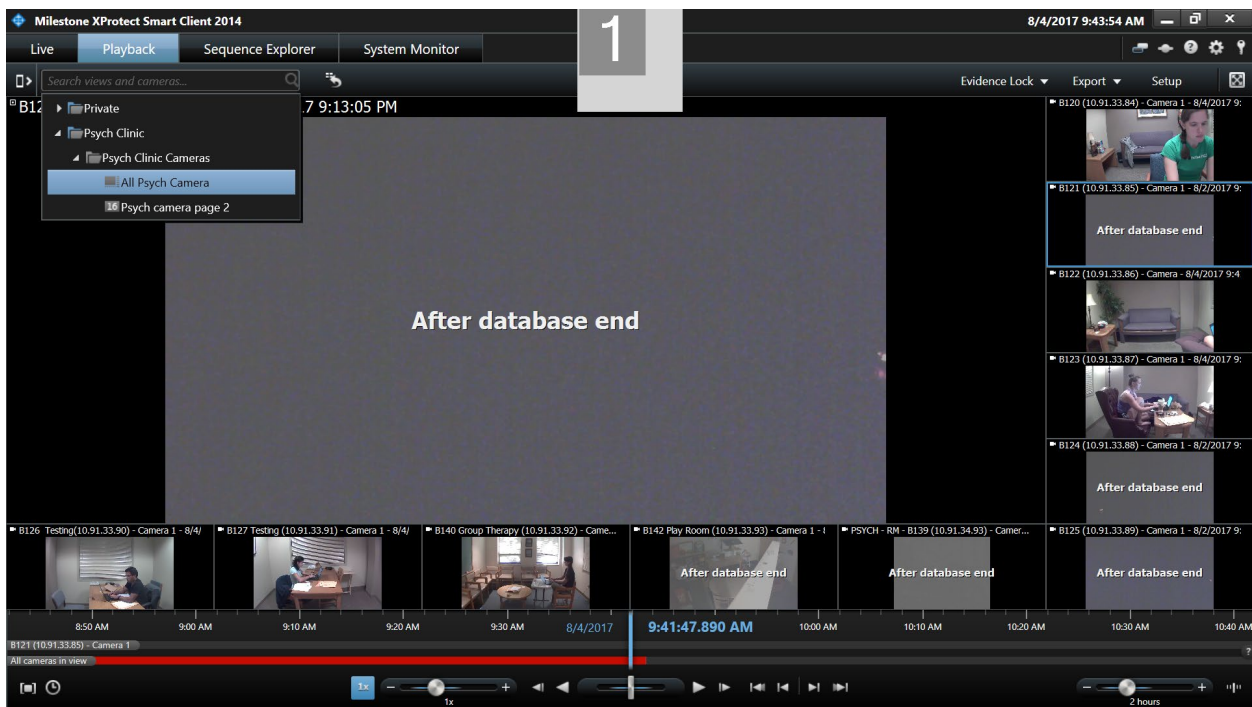 Milestone XProtect Smart Client 2014
8/4/2017 9:43:54 AM
1
Live Playback Sequence Explorer System Monitor
Search views and cameras...
Evidence Lock Export Setup
B12
7 9:13:05 PM
Private
Psych Clinic
Psych Clinic Cameras
All Psych Camera
16 Psych camera page 2
After database end
B120 (10.91.33.84) - Camera 1 - 8/4/2017 9:
B121 (10.91.33.85) - Camera 1 - 8/2/2017 9:
After database end
B122 (10.91.33.86) - Camera - 8/4/2017 9:4
B123 (10.91.33.87) - Camera 1 - 8/4/2017 9:
B124 (10.91.33.88) - Camera 1 - 8/2/2017 9:
After database end
B126 Testing(10.91.33.90) - Camera 1 - 8/4/
B127 Testing (10.91.33.91) - Camera 1 - 8/4/
B140 Group Therapy (10.91.33.92) - Came...
B142 Play Room (10.91.33.93) - Camera 1 - 8
After database end
PSYCH - RM - B139 (10.91.34.93) - Camer...
After database end
B125 (10.91.33.89) - Camera 1 - 8/2/2017 9:
After database end
8:50 AM 9:00 AM 9:10 AM 9:20 AM 9:30 AM 8/4/2017 9:41:47.890 AM 10:00 AM 10:10 AM 10:20 AM 10:30 AM 10:40 AM
B121 (10.91.33.85) - Camera 1
All cameras in view
?
1x
1x
2 hours